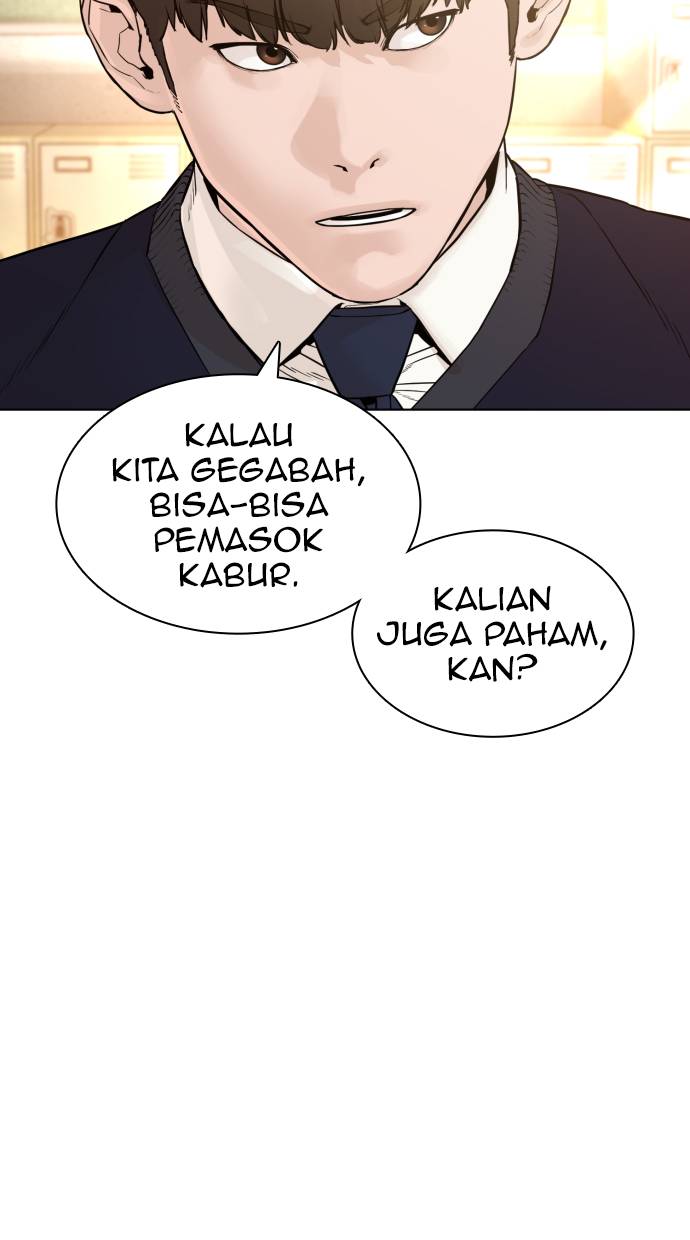 KALAU
KITA GEGABAH,
BISA-BISA
PEMASOK
KABUR.
KALIAN
JUGA PAHAM,
KAN?